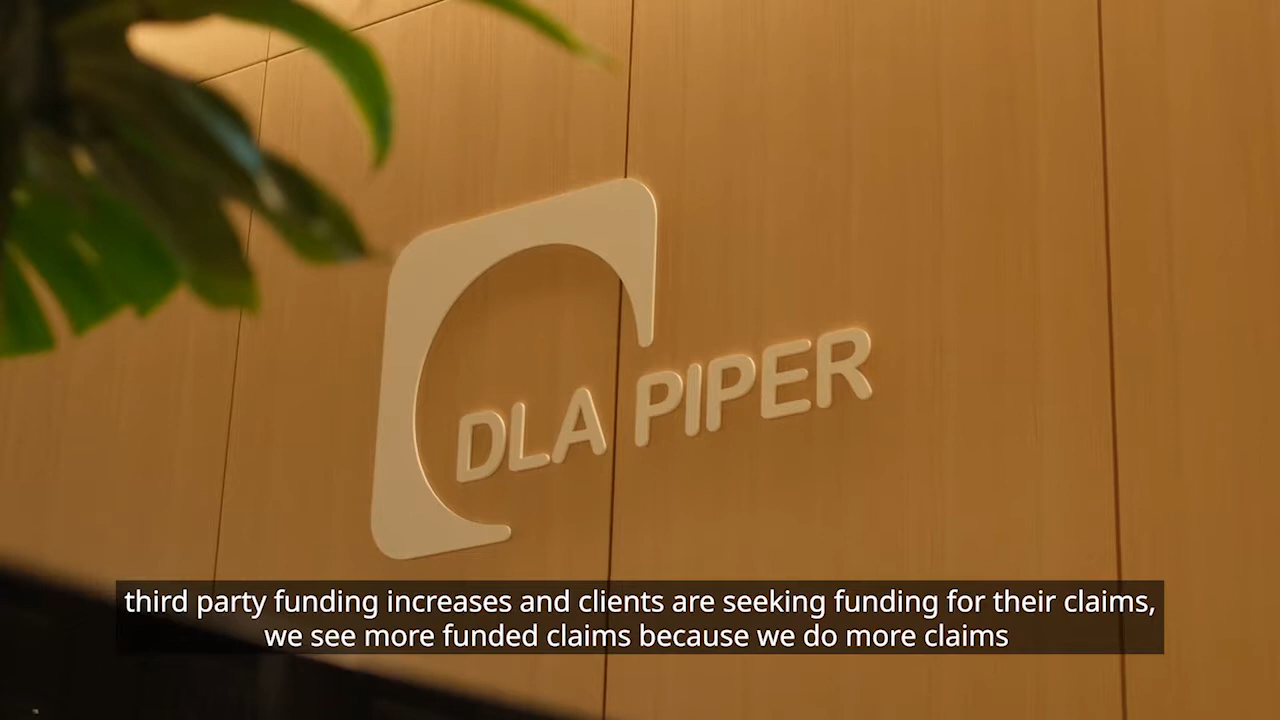 DLA PIPER
third party funding increases and clients are seeking funding for their claims,
we see more funded claims because we do more claims